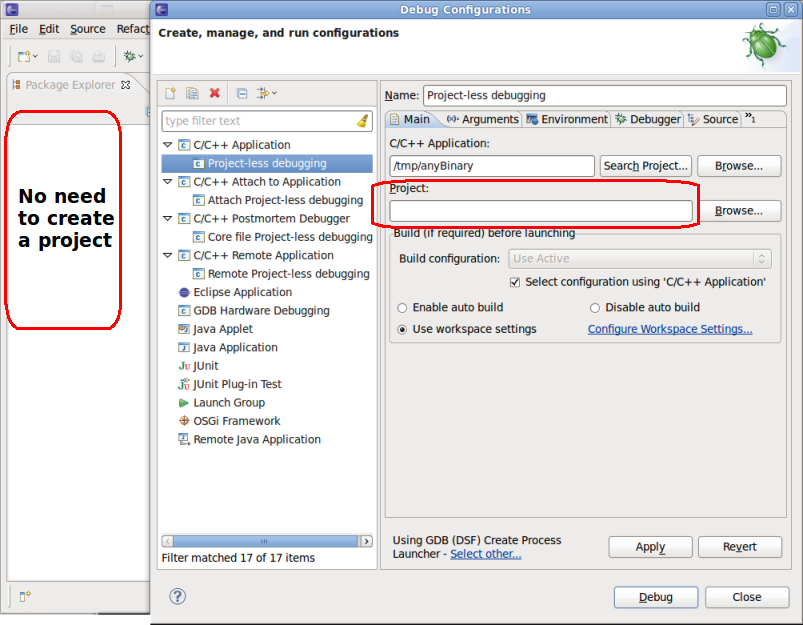 Debug Configurations
File Edit Source Refact
Package Explorer
No need
to create
a project
Create, manage, and run configurations
type filter text
C/C++ Application
Project-less debugging
C/C++ Attach to Application
Attach Project-less debugging
C/C++ Postmortem Debugger
Core file Project-less debugging
C/C++ Remote Application
Remote Project-less debugging
Eclipse Application
GDB Hardware Debugging
Java Applet
Java Application
JUnit
JUnit Plug-in Test
Launch Group
OSGi Framework
Remote Java Application
Filter matched 17 of 17 items
Name: Project-less debugging
Main Arguments Environment Debugger Source »1
C/C++ Application:
/tmp/anyBinary Search Project... Browse...
Project:
Browse...
Build (if required) before launching
Build configuration: Use Active
Select configuration using 'C/C++ Application'
Enable auto build Disable auto build
Use workspace settings Configure Workspace Settings...
Using GDB (DSF) Create Process
Launcher - Select other...
Apply Revert
Debug Close